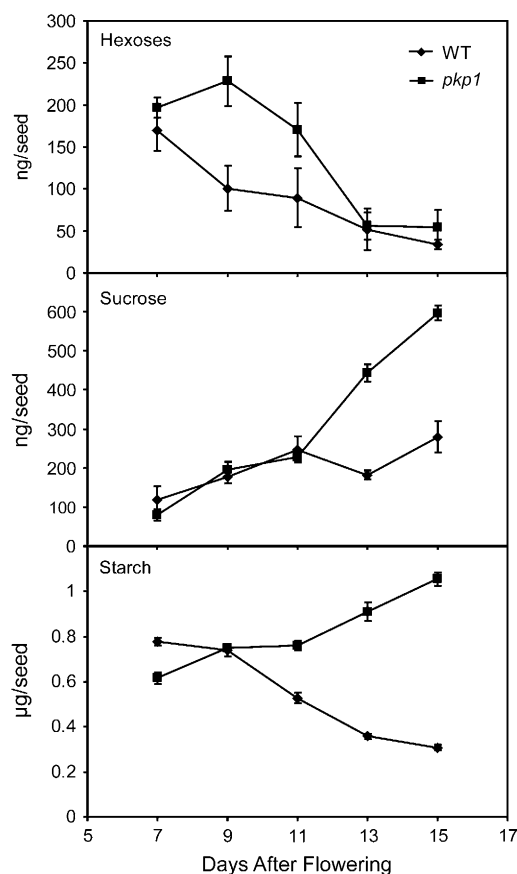 Hexoses
WT
pkp1
300
250
200
150
100
50
0
ng/seed
Sucrose
600
500
400
300
200
100
0
ng/seed
Starch
1
0.8
0.6
0.4
0.2
0
µg/seed
5 7 9 11 13 15 17
Days After Flowering